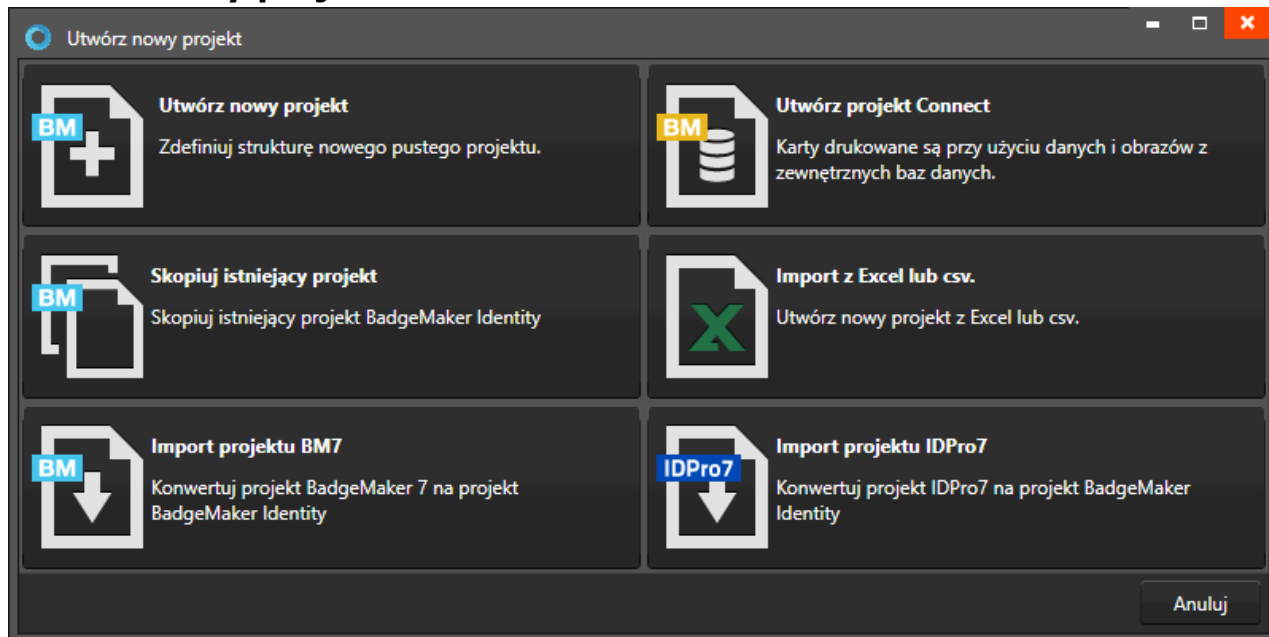 Utwórz nowy projekt
BM
Utwórz nowy projekt
Zdefiniuj strukturę nowego pustego projektu.
BM
Utwórz projekt Connect
Karty drukowane są przy użyciu danych i obrazów z
zewnętrznych baz danych.
BM
Skopiuj istniejący projekt
Skopiuj istniejący projekt BadgeMaker Identity
X
Import z Excel lub csv.
Utwórz nowy projekt z Excel lub csv.
BM
Import projektu BM7
Konwertuj projekt BadgeMaker 7 na projekt
BadgeMaker Identity
IDPro7
Import projektu IDPro7
Konwertuj projekt IDPro7 na projekt BadgeMaker
Identity
Anuluj